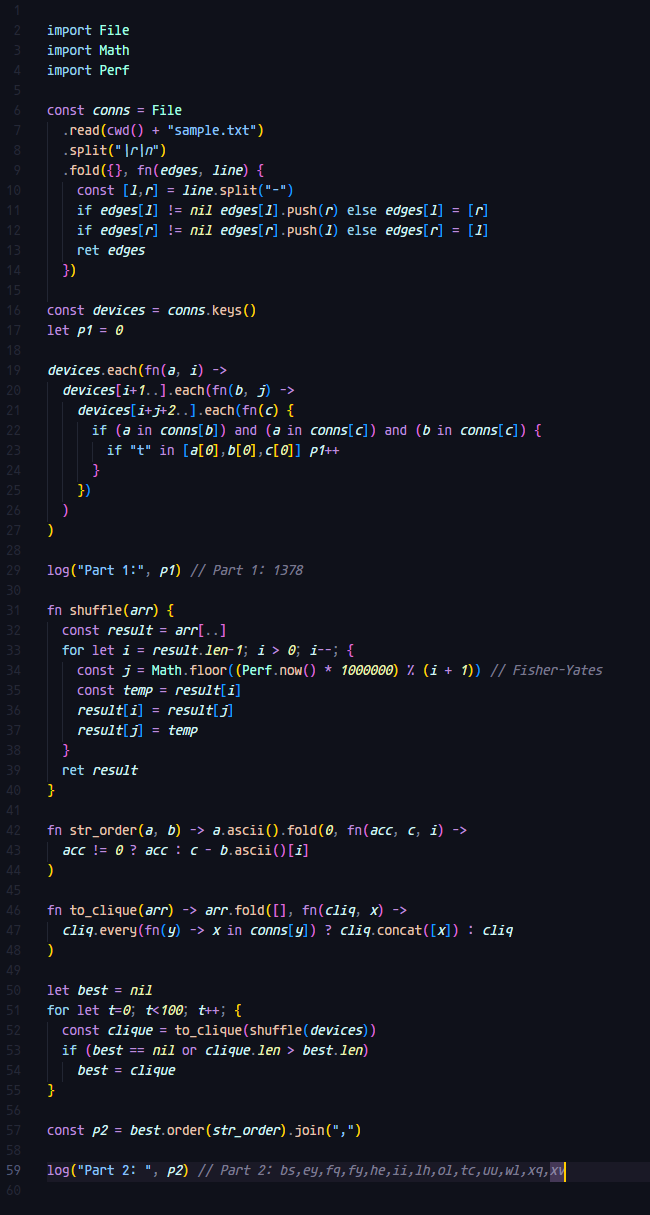 1
2 import File
3 import Math
4 import Perf
5
6 const conns = File
7 .read(cwd() + "sample.txt")
8 .split("\r\n")
9 .fold({}, fn(edges, line) {
10 const [l,r] = line.split("-")
11 if edges[l] != nil edges[l].push(r) else edges[l] = [r]
12 if edges[r] != nil edges[r].push(l) else edges[r] = [l]
13 ret edges
14 })
15
16 const devices = conns.keys()
17 let p1 = 0
18
19 devices.each(fn(a, i) ->
20 devices[i+1..].each(fn(b, j) ->
21 devices[i+j+2..].each(fn(c) {
22 if (a in conns[b]) and (a in conns[c]) and (b in conns[c]) {
23 if "t" in [a[0],b[0],c[0]] p1++
24 }
25 })
26 )
27 )
28
29 log("Part 1:", p1) // Part 1: 1378
30
31 fn shuffle(arr) {
32 const result = arr[..]
33 for let i = result.len-1; i > 0; i--; {
34 const j = Math.floor((Perf.now() * 1000000) % (i + 1)) // Fisher-Yates
35 const temp = result[i]
36 result[i] = result[j]
37 result[j] = temp
38 }
39 ret result
40 }
41
42 fn str_order(a, b) -> a.ascii().fold(0, fn(acc, c, i) ->
43 acc != 0 ? acc : c - b.ascii()[i]
44 )
45
46 fn to_clique(arr) -> arr.fold([], fn(cliq, x) ->
47 cliq.every(fn(y) -> x in conns[y]) ? cliq.concat([x]) : cliq
48 )
49
50 let best = nil
51 for let t=0; t<100; t++; {
52 const clique = to_clique(shuffle(devices))
53 if (best == nil or clique.len > best.len)
54 best = clique
55 }
56
57 const p2 = best.order(str_order).join(",")
58
59 log("Part 2: ", p2) // Part 2: bs,ey,fq,fy,he,ii,lh,ol,tc,uu,wl,xq,xv
60